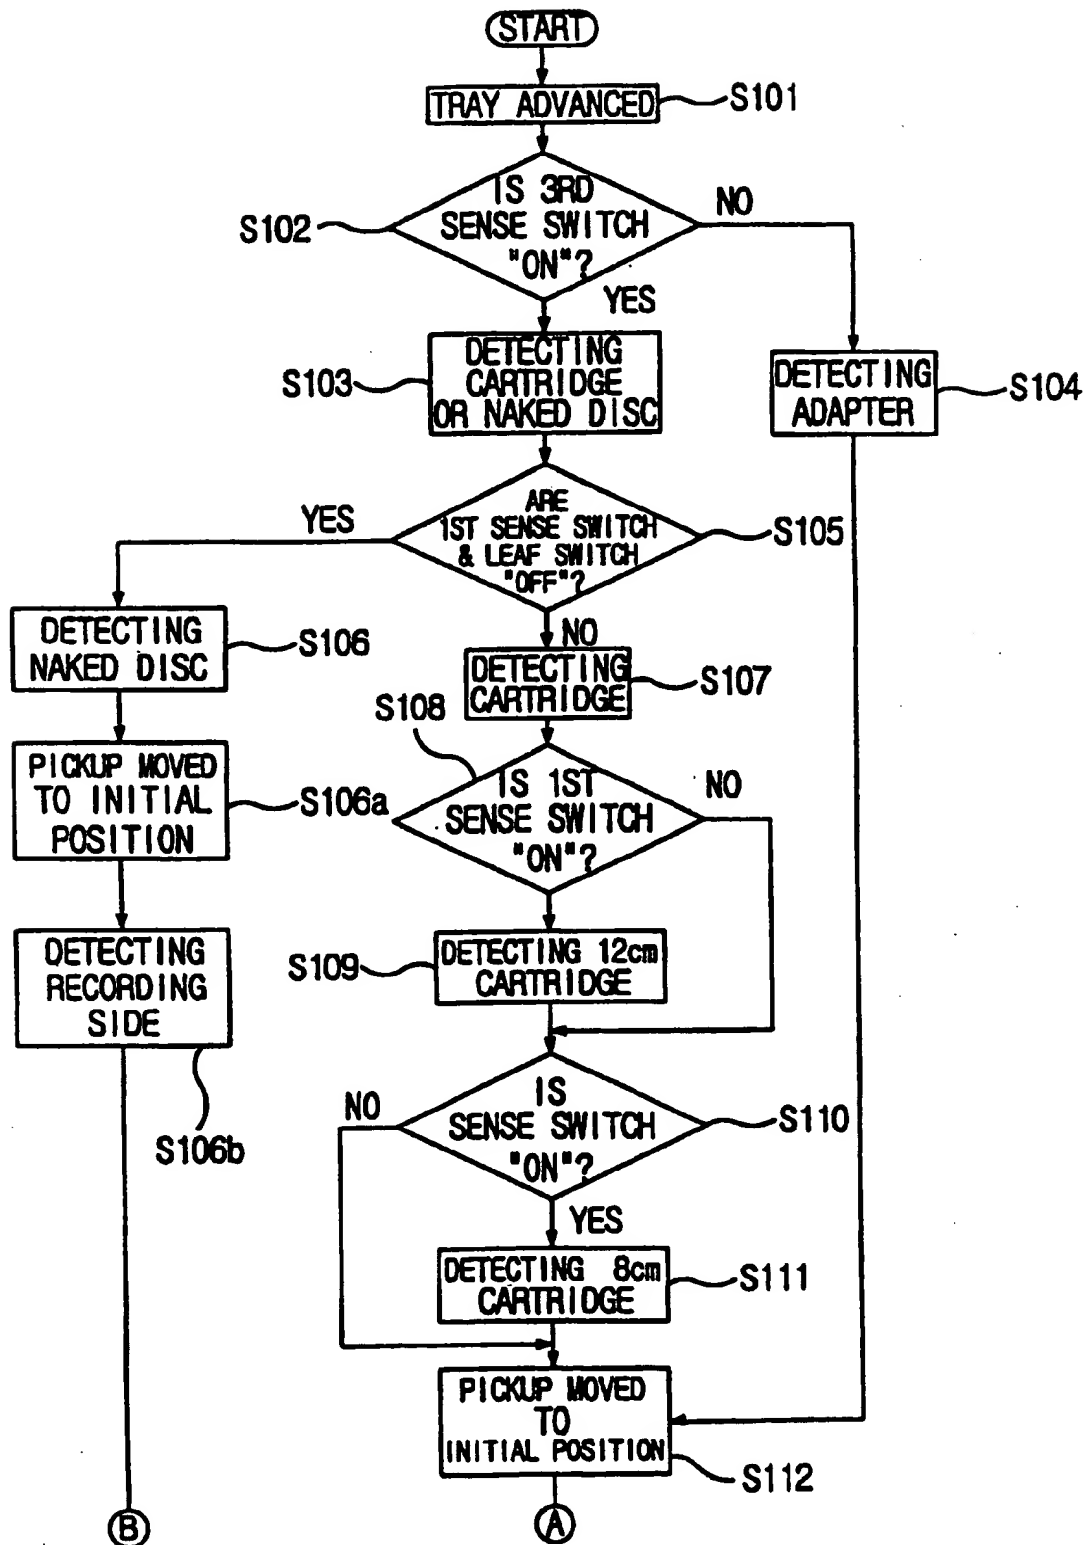 START
TRAY ADVANCED
S101
IS 3RD
SENSE SWITCH
"ON"?
S102
NO
YES
DETECTING
CARTRIDGE
OR NAKED DISC
S103
DETECTING
ADAPTER
S104
ARE
1ST SENSE SWITCH
& LEAF SWITCH
"OFF"?
S105
YES
NO
DETECTING
NAKED DISC
S106
DETECTING
CARTRIDGE
S107
S108
PICKUP MOVED
TO INITIAL
POSITION
S106a
IS 1ST
SENSE SWITCH
"ON"?
NO
DETECTING
RECORDING
SIDE
S106b
DETECTING 12cm
CARTRIDGE
S109
IS
SENSE SWITCH
"ON"?
S110
NO
YES
DETECTING 8cm
CARTRIDGE
S111
PICKUP MOVED
TO
INITIAL POSITION
S112
B
A